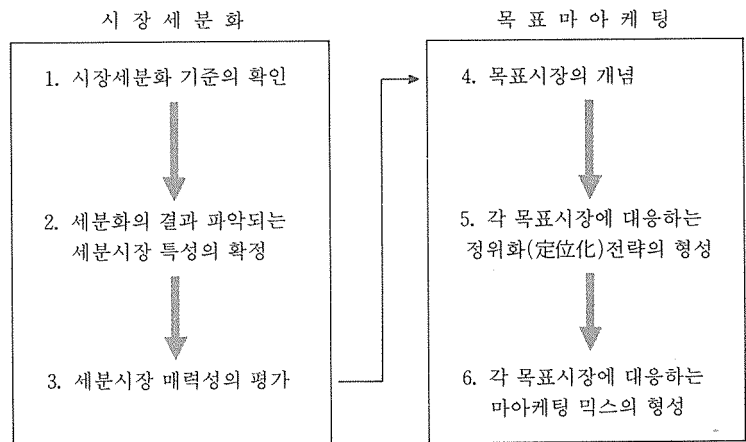 시장세분화
1. 시장세분화 기준의 확인
2. 세분화의 결과 파악되는
세분시장 특성의 확정
3. 세분시장 매력성의 평가
목표마아케팅
4. 목표시장의 개념
5. 각 목표시장에 대응하는
정위화(定位化)전략의 형성
6. 각 목표시장에 대응하는
마아케팅 믹스의 형성